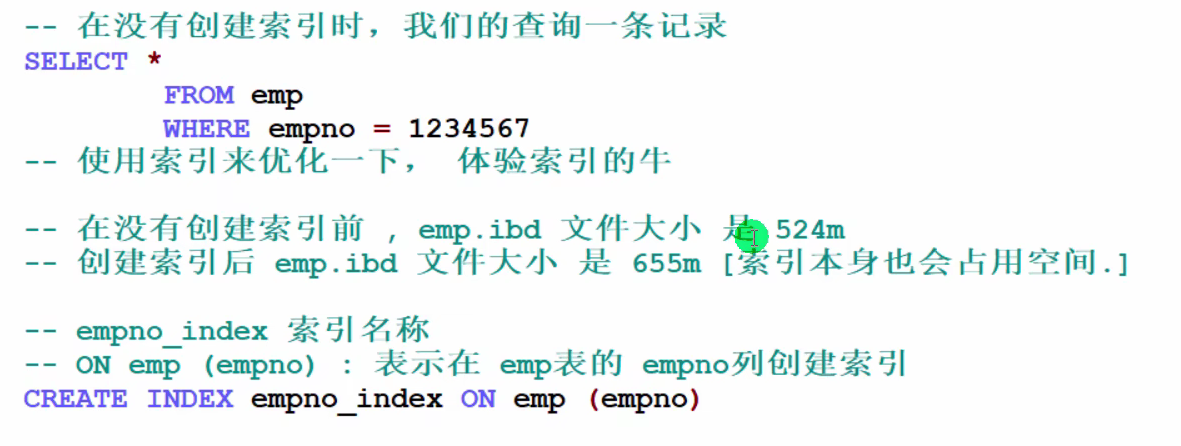 -- 在没有创建索引时，我们的查询一条记录
SELECT *
FROM emp
WHERE empno = 1234567
-- 使用索引来优化一下， 体验索引的牛
-- 在没有创建索引前 , emp.ibd 文件大小 是 524m
-- 创建索引后 emp.ibd 文件大小 是 655m [索引本身也会占用空间.]
-- empno_index 索引名称
-- ON emp (empno) : 表示在 emp表的 empno列创建索引
CREATE INDEX empno_index ON emp (empno)